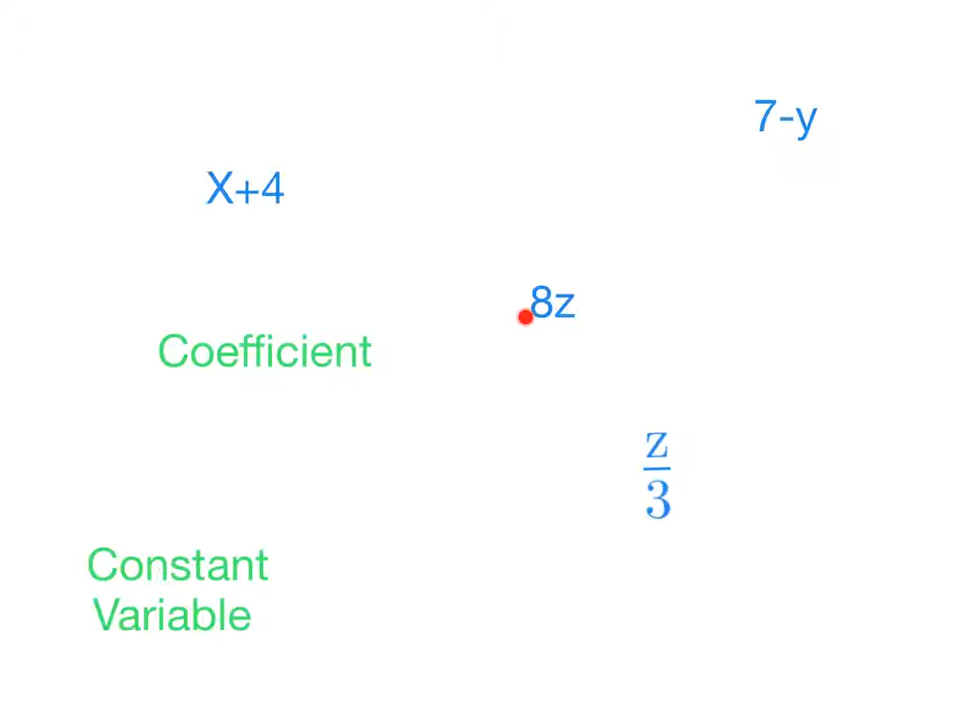 7-y
X+4
8z
Coefficient
z
3
Constant
Variable